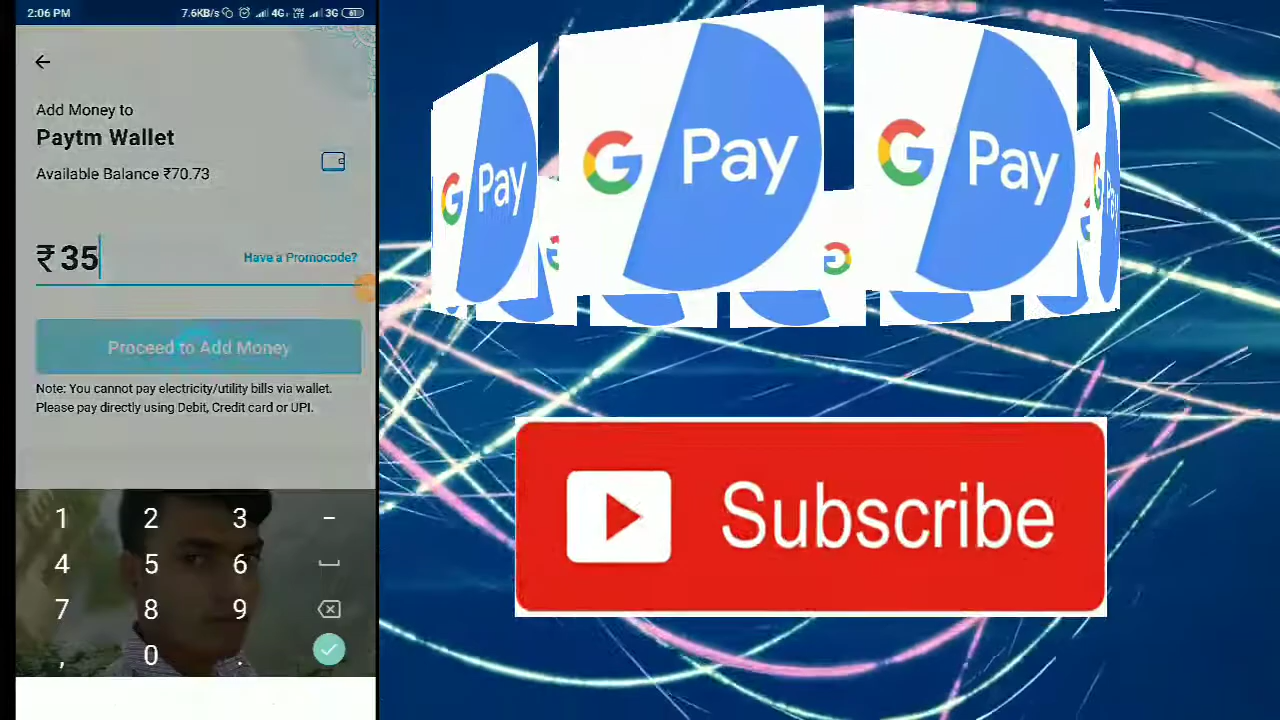 2:06 PM
7.6KB/s 4G VoLTE 3G 61
Add Money to
Paytm Wallet
Available Balance ₹70.73
₹ 35
Have a Promocode?
Proceed to Add Money
Note: You cannot pay electricity/utility bills via wallet.
Please pay directly using Debit, Credit card or UPI.
1 2 3 -
4 5 6
7 8 9
, 0 .
G Pay
G Pay
G Pay
G
G
Subscribe